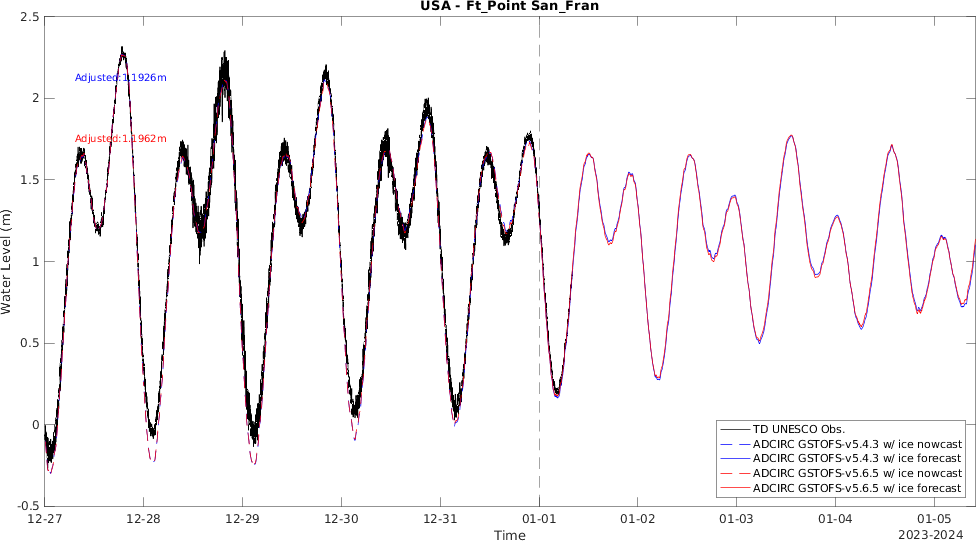 USA - Ft_Point San_Fran
2.5
2
1.5
1
0.5
0
-0.5
Water Level (m)
Adjusted:1.1926m
Adjusted:1.1962m
TD UNESCO Obs.
ADCIRC GSTOFS-v5.4.3 w/ ice nowcast
ADCIRC GSTOFS-v5.4.3 w/ ice forecast
ADCIRC GSTOFS-v5.6.5 w/ ice nowcast
ADCIRC GSTOFS-v5.6.5 w/ ice forecast
12-27 12-28 12-29 12-30 12-31 01-01 01-02 01-03 01-04 01-05
Time
2023-2024